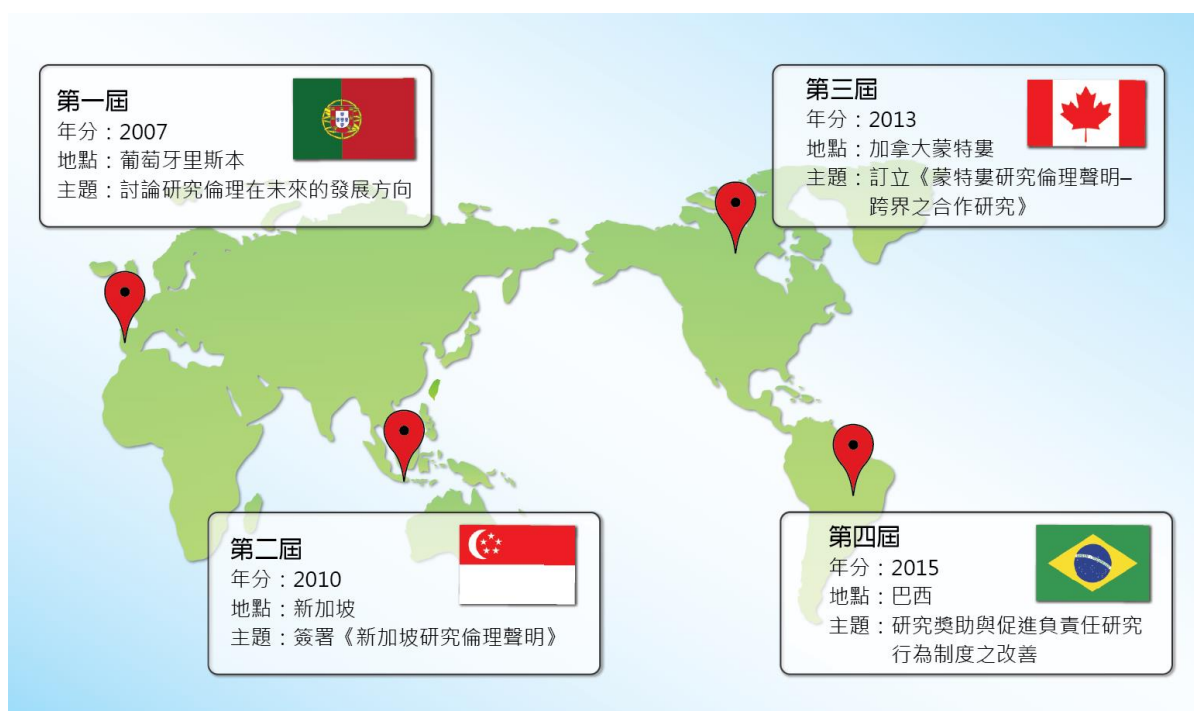 第一屆
年分：2007
地點：葡萄牙里斯本
主題：討論研究倫理在未來的發展方向
第三屆
年分：2013
地點：加拿大蒙特婁
主題：訂立《蒙特婁研究倫理聲明–
跨界之合作研究》
第二屆
年分：2010
地點：新加坡
主題：簽署《新加坡研究倫理聲明》
第四屆
年分：2015
地點：巴西
主題：研究獎助與促進負責任研究
行為制度之改善